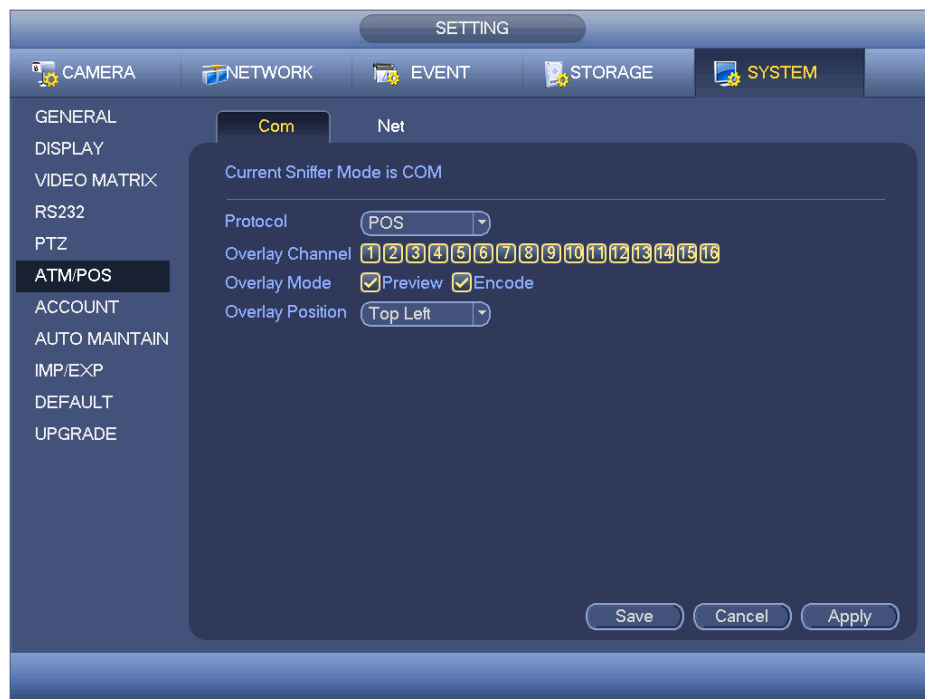 SETTING
CAMERA NETWORK EVENT STORAGE SYSTEM
GENERAL
DISPLAY
VIDEO MATRIX
RS232
PTZ
ATM/POS
ACCOUNT
AUTO MAINTAIN
IMP/EXP
DEFAULT
UPGRADE
Com Net
Current Sniffer Mode is COM
Protocol POS
Overlay Channel 1 2 3 4 5 6 7 8 9 10 11 12 13 14 15 16
Overlay Mode Preview Encode
Overlay Position Top Left
Save Cancel Apply